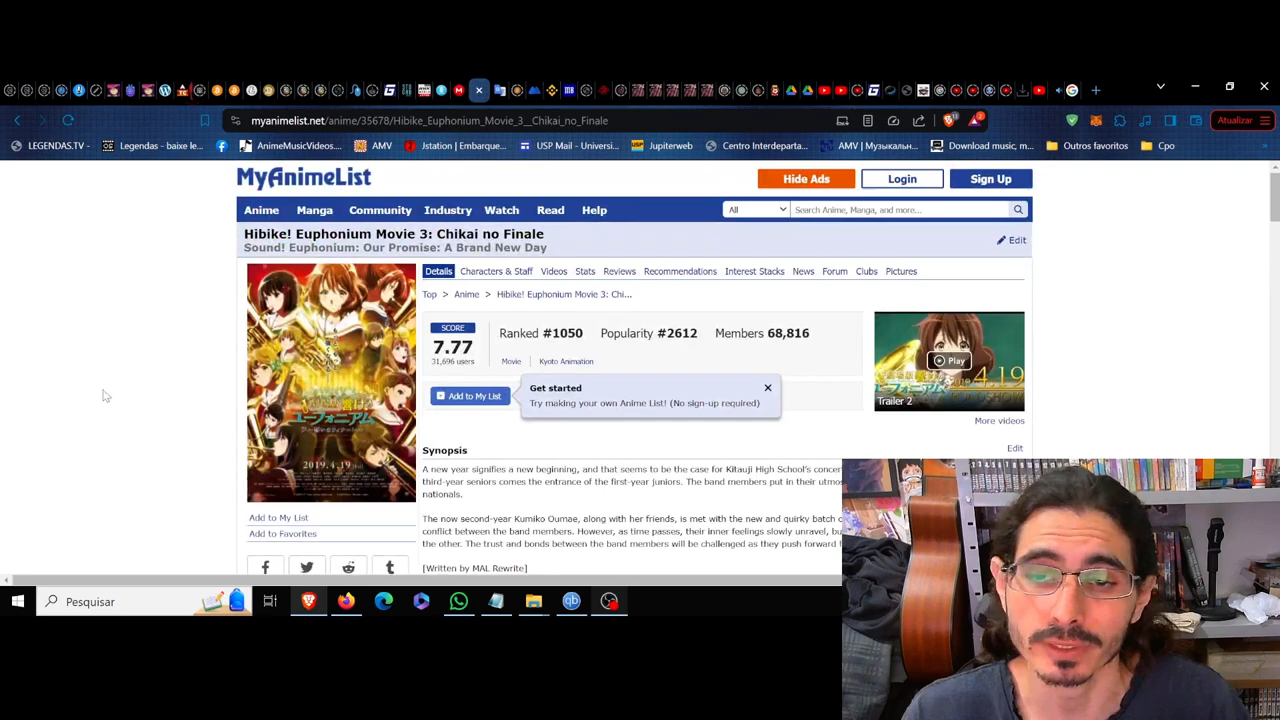 myanimelist.net/anime/35678/Hibike_Euphonium_Movie_3__Chikai_no_Finale
Atualizar
LEGENDAS.TV -
Legendas - baixe le...
AnimeMusicVideos....
AMV
Jstation | Embarque...
USP Mail - Universi...
Jupiterweb
Centro Interdeparta...
AMV | Музыкальн...
Download music, m...
Outros favoritos
Cpo
MyAnimeList
Hide Ads
Login
Sign Up
Anime
Manga
Community
Industry
Watch
Read
Help
All
Search Anime, Manga, and more...
Hibike! Euphonium Movie 3: Chikai no Finale
Edit
Sound! Euphonium: Our Promise: A Brand New Day
Details
Characters & Staff
Videos
Stats
Reviews
Recommendations
Interest Stacks
News
Forum
Clubs
Pictures
Top > Anime > Hibike! Euphonium Movie 3: Chi...
SCORE
7.77
31,696 users
Ranked #1050
Popularity #2612
Members 68,816
Movie
Kyoto Animation
Play
Trailer 2
More videos
Add to My List
Get started
Try making your own Anime List! (No sign-up required)
2019.4.19
Synopsis
Edit
A new year signifies a new beginning, and that seems to be the case for Kitauji High School's concer
third-year seniors comes the entrance of the first-year juniors. The band members put in their utmos
nationals.
The now second-year Kumiko Oumae, along with her friends, is met with the new and quirky batch o
conflict between the band members. However, as time passes, their inner feelings slowly unravel, bu
the other. The trust and bonds between the band members will be challenged as they push forward
[Written by MAL Rewrite]
Add to My List
Add to Favorites
Pesquisar